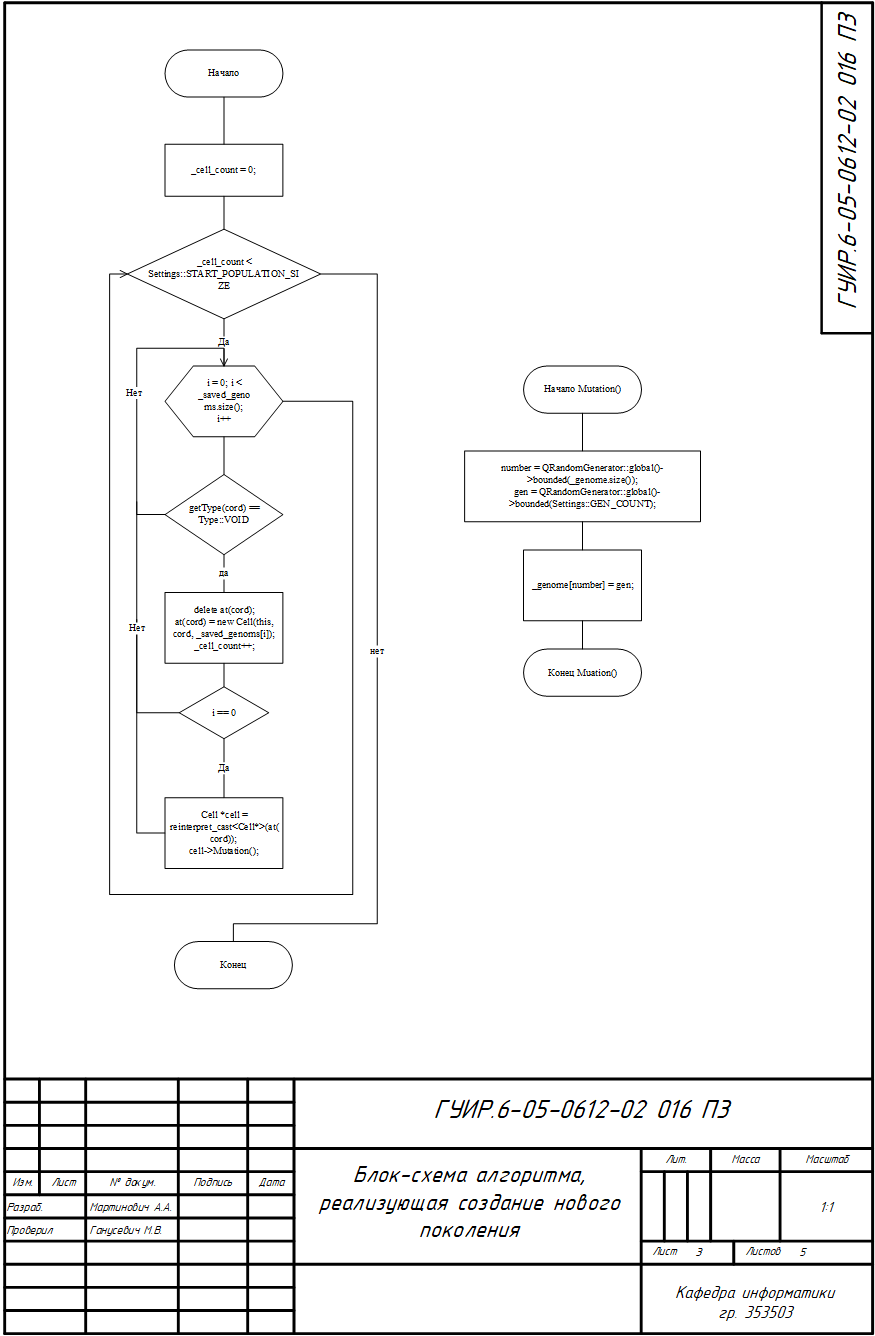 ГУИР.6-05-0612-02 016 ПЗ
Начало
_cell_count = 0;
_cell_count <
Settings::START_POPULATION_SI
ZE
Да
Нет
i = 0; i <
_saved_geno
ms.size();
i++
getType(cord) ==
Type::VOID
да
Нет
delete at(cord);
at(cord) = new Cell(this,
cord, _saved_genoms[i]);
_cell_count++;
нет
i == 0
Да
Cell *cell =
reinterpret_cast<Cell*>(at(
cord));
cell->Mutation();
Конец
Начало Mutation()
number = QRandomGenerator::global()-
>bounded(_genome.size());
gen = QRandomGenerator::global()-
>bounded(Settings::GEN_COUNT);
_genome[number] = gen;
Конец Muation()
ГУИР.6-05-0612-02 016 ПЗ
Изм. Лист № докум. Подпись Дата
Разраб. Мартинович А.А.
Проверил Ганусевич М.В.
Блок-схема алгоритма,
реализующая создание нового
поколения
Лит. Масса Масштаб
1:1
Лист 3 Листов 5
Кафедра информатики
гр. 353503